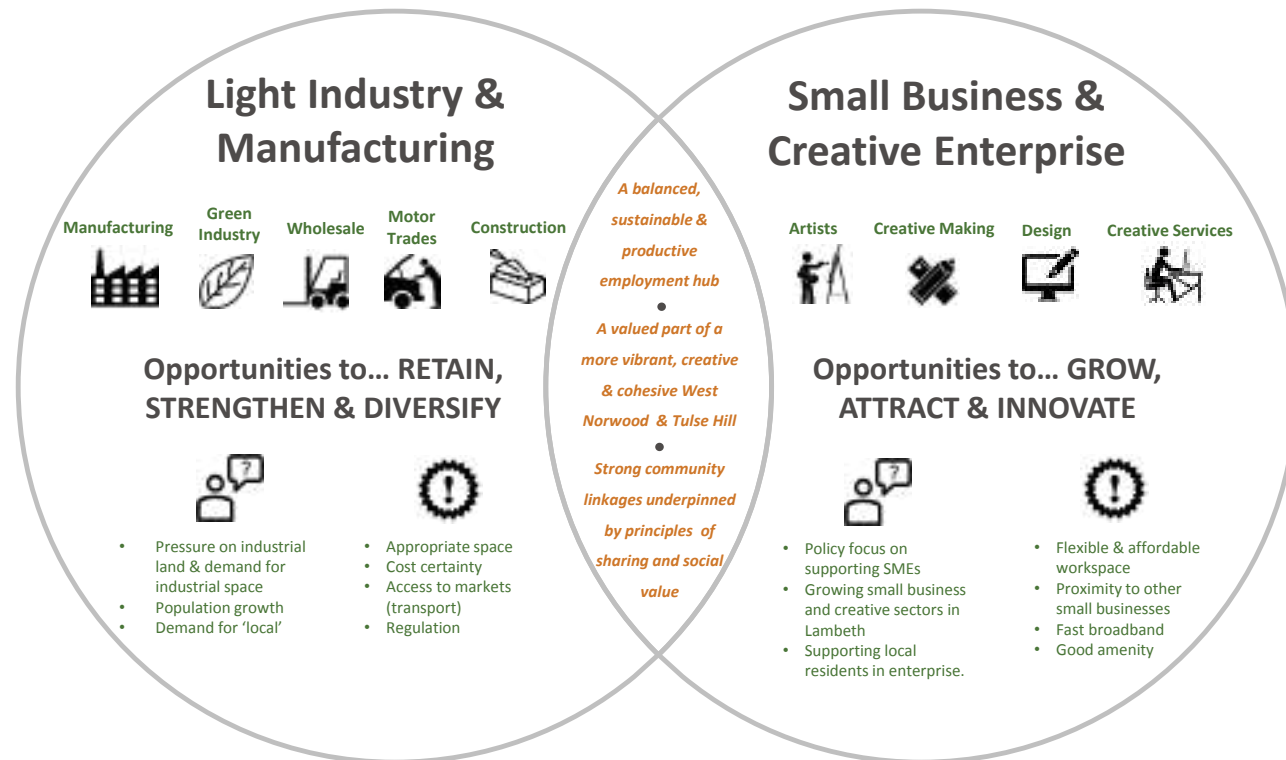 Light Industry &
Manufacturing
Manufacturing
Green
Industry
Wholesale
Motor
Trades
Construction
Opportunities to... RETAIN,
STRENGTHEN & DIVERSIFY
?
!
• Pressure on industrial
land & demand for
industrial space
• Population growth
• Demand for ‘local’
• Appropriate space
• Cost certainty
• Access to markets
(transport)
• Regulation
A balanced,
sustainable &
productive
employment hub
•
A valued part of a
more vibrant, creative
& cohesive West
Norwood & Tulse Hill
•
Strong community
linkages underpinned
by principles of
sharing and social
value
Small Business &
Creative Enterprise
Artists
Creative Making
Design
Creative Services
Opportunities to... GROW,
ATTRACT & INNOVATE
?
!
• Policy focus on
supporting SMEs
• Growing small business
and creative sectors in
Lambeth
• Supporting local
residents in enterprise.
• Flexible & affordable
workspace
• Proximity to other
small businesses
• Fast broadband
• Good amenity